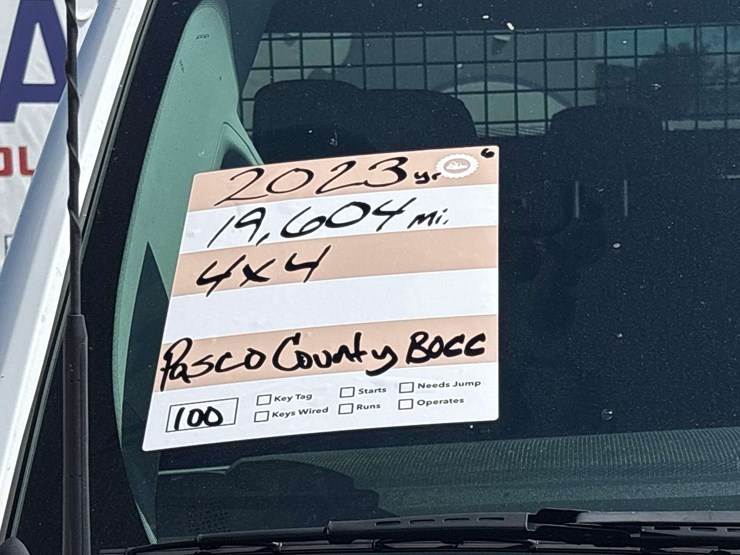 A
OL
2023 yr
19,604 mi.
4x4
Pasco County BOCC
100
Key Tag
Starts
Needs Jump
Keys Wired
Runs
Operates